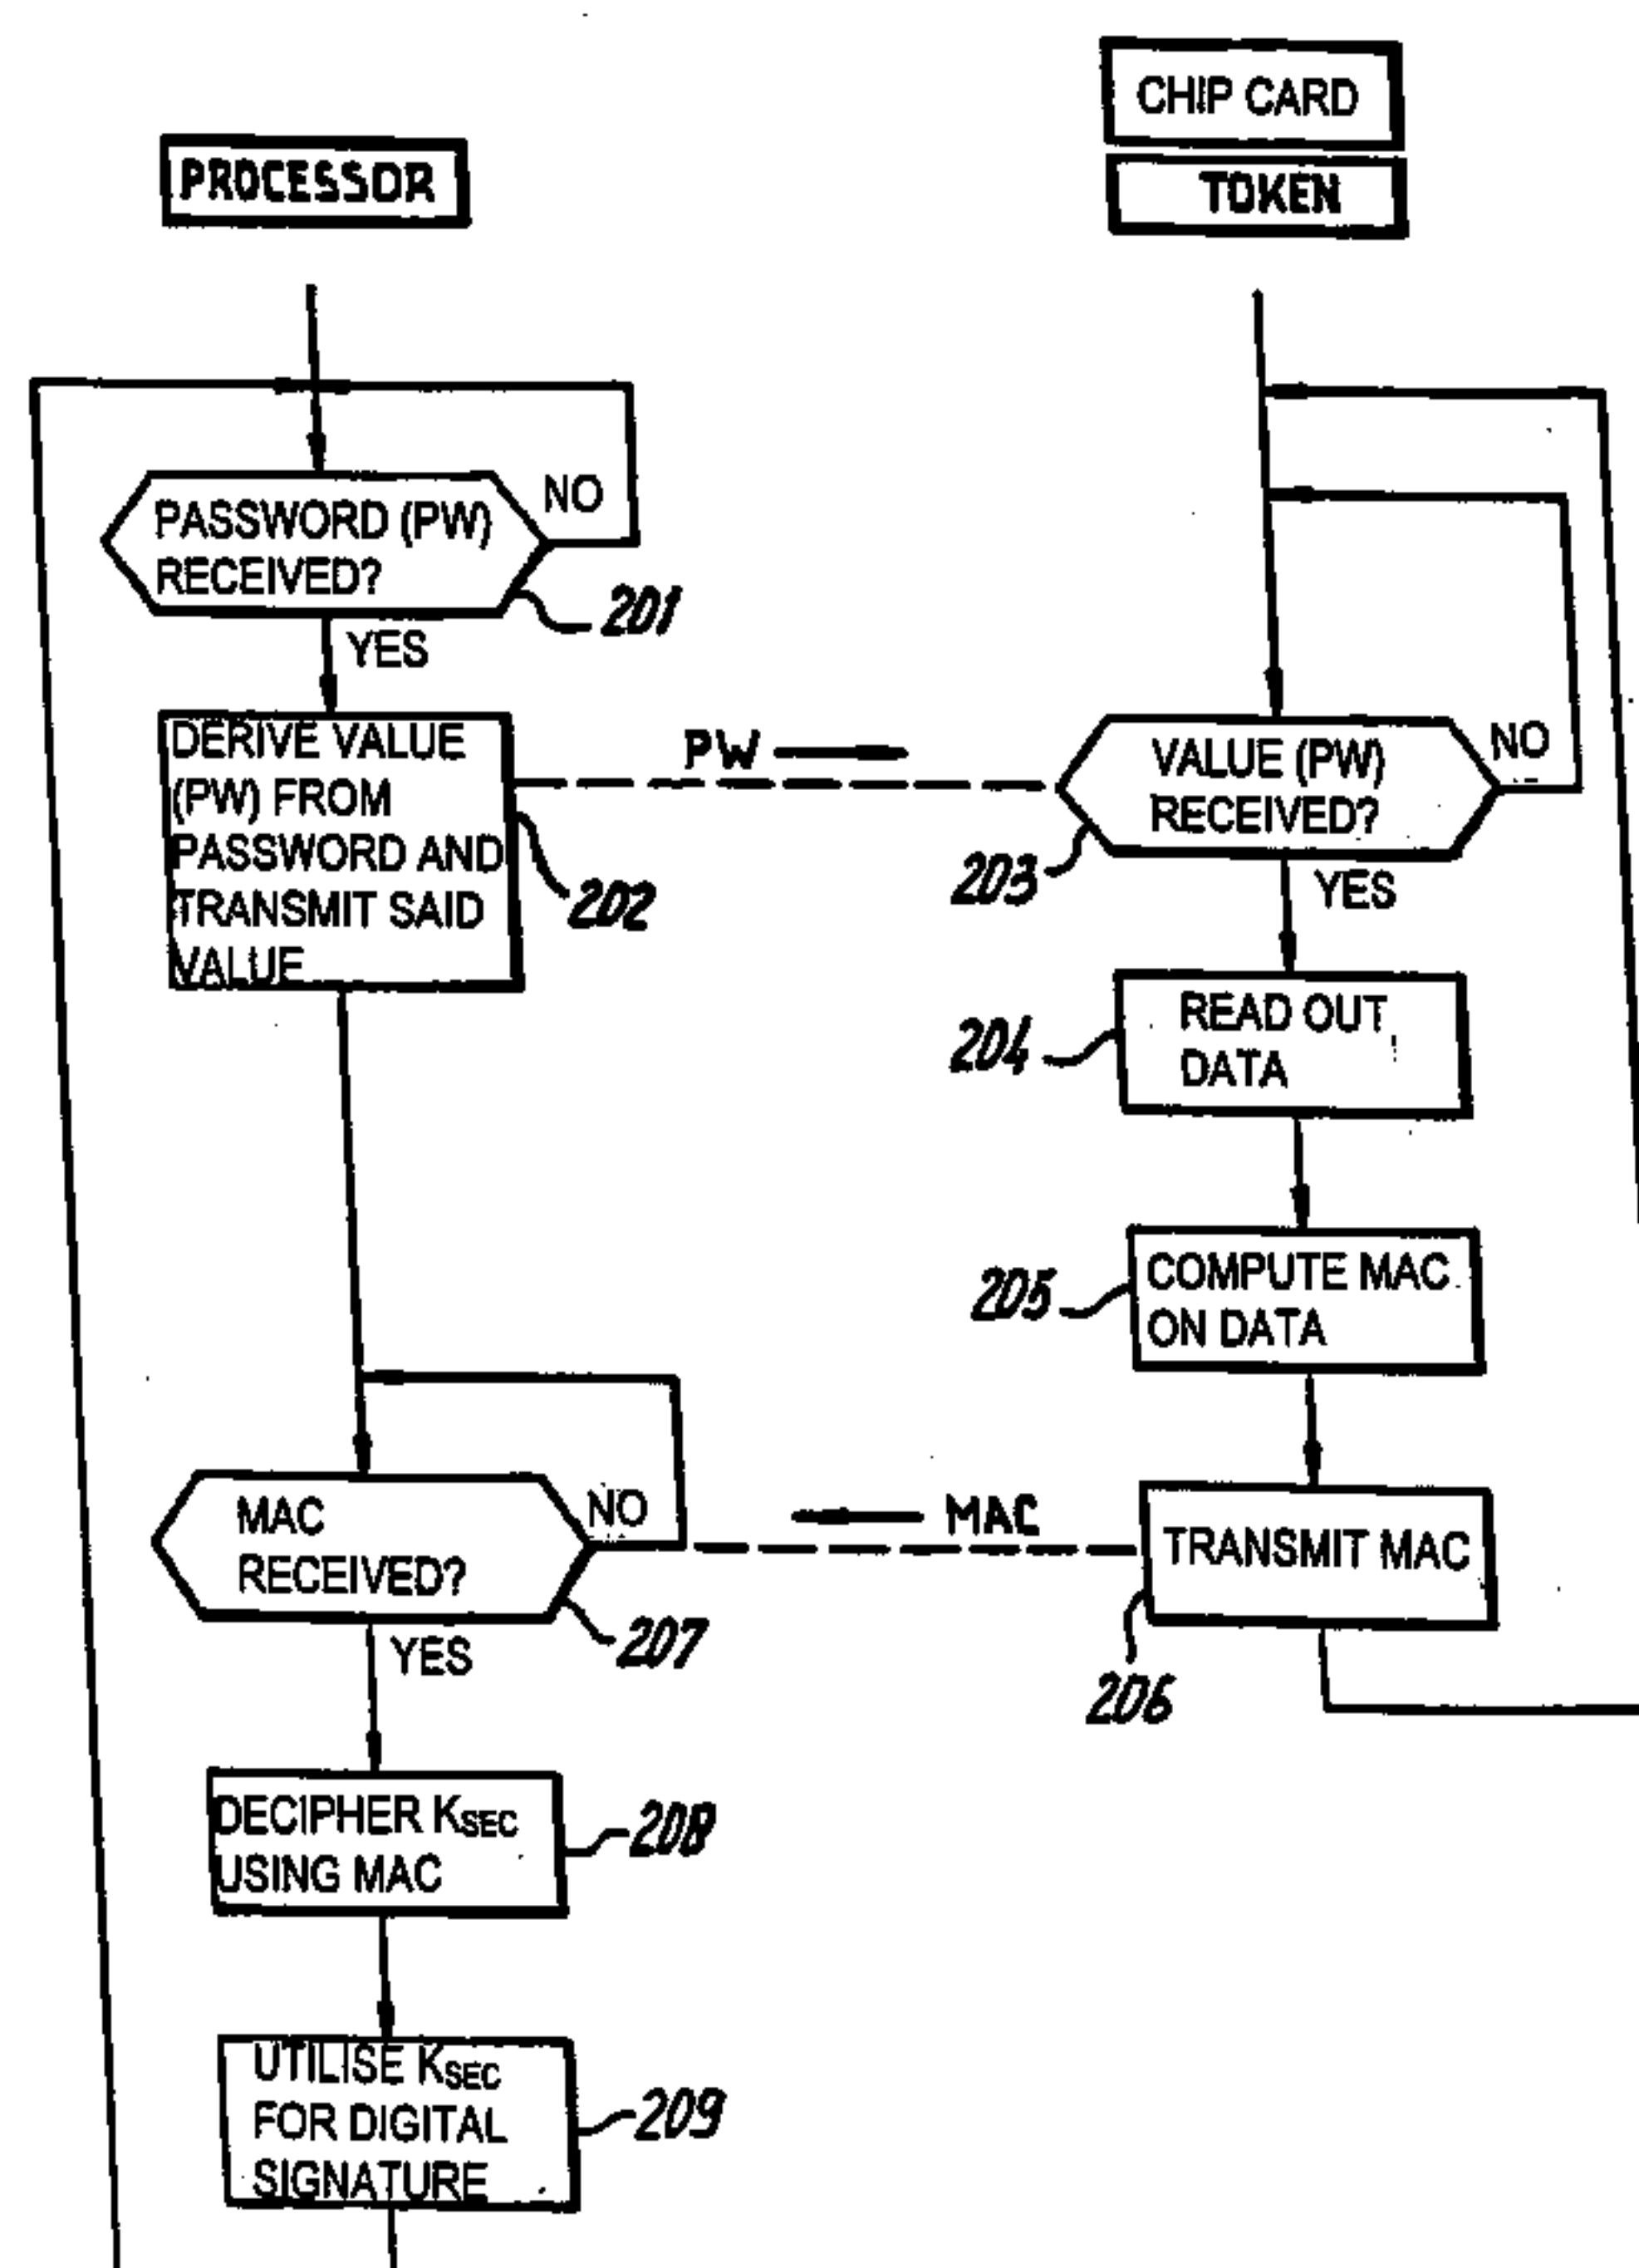 CHIP CARD
TOKEN
PROCESSOR
PASSWORD (PW)
RECEIVED?
NO
201
YES
DERIVE VALUE
(PW) FROM
PASSWORD AND
TRANSMIT SAID
VALUE
202
PW
VALUE (PW)
RECEIVED?
NO
203
YES
READ OUT
DATA
204
COMPUTE MAC
ON DATA
205
TRANSMIT MAC
206
MAC
MAC
RECEIVED?
NO
207
YES
DECIPHER KSEC
USING MAC
208
UTILISE KSEC
FOR DIGITAL
SIGNATURE
209